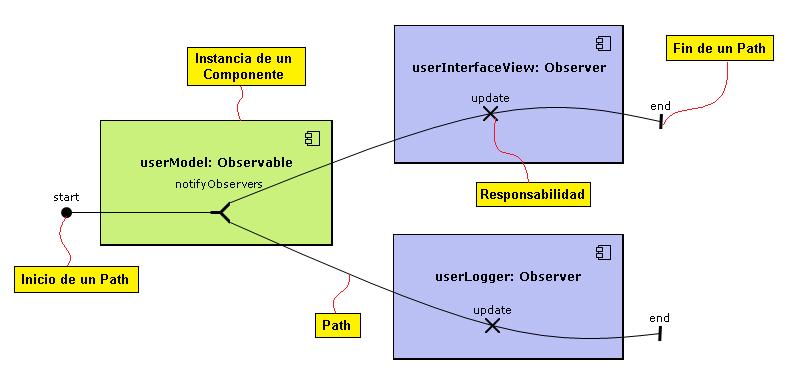 Instancia de un
Componente
Fin de un Path
userInterfaceView: Observer
update
end
userModel: Observable
notifyObservers
Responsabilidad
start
Inicio de un Path
userLogger: Observer
update
end
Path